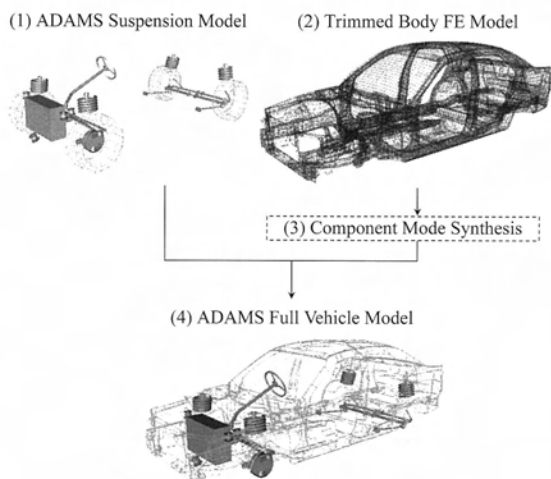 (1) ADAMS Suspension Model
(2) Trimmed Body FE Model
(3) Component Mode Synthesis
(4) ADAMS Full Vehicle Model